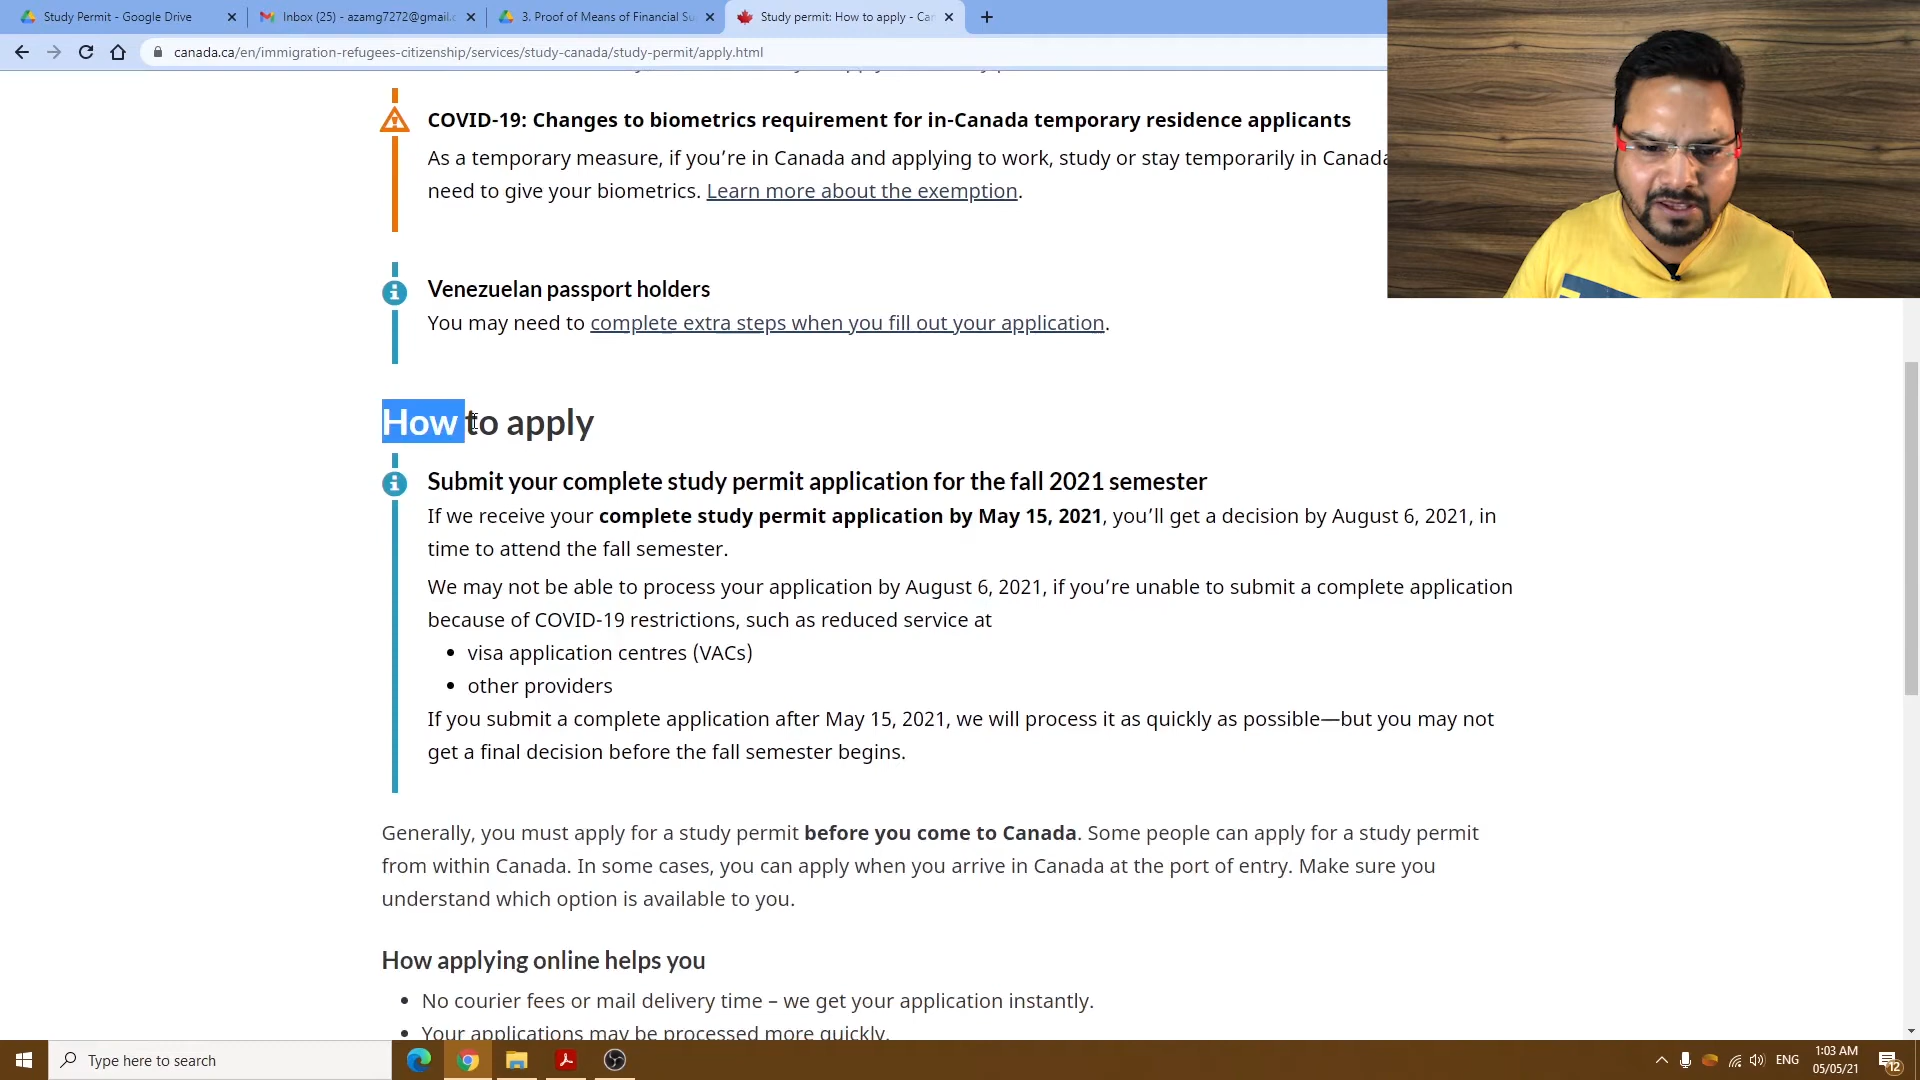 Study Permit - Google Drive
Inbox (25) - azamg7272@gmail.c
3. Proof of Means of Financial Su
Study permit: How to apply - Can
canada.ca/en/immigration-refugees-citizenship/services/study-canada/study-permit/apply.html
COVID-19: Changes to biometrics requirement for in-Canada temporary residence applicants
As a temporary measure, if you’re in Canada and applying to work, study or stay temporarily in Canada
need to give your biometrics. Learn more about the exemption.
Venezuelan passport holders
You may need to complete extra steps when you fill out your application.
How to apply
Submit your complete study permit application for the fall 2021 semester
If we receive your complete study permit application by May 15, 2021, you’ll get a decision by August 6, 2021, in
time to attend the fall semester.
We may not be able to process your application by August 6, 2021, if you’re unable to submit a complete application
because of COVID-19 restrictions, such as reduced service at
• visa application centres (VACs)
• other providers
If you submit a complete application after May 15, 2021, we will process it as quickly as possible—but you may not
get a final decision before the fall semester begins.
Generally, you must apply for a study permit before you come to Canada. Some people can apply for a study permit
from within Canada. In some cases, you can apply when you arrive in Canada at the port of entry. Make sure you
understand which option is available to you.
How applying online helps you
• No courier fees or mail delivery time – we get your application instantly.
• Your applications may be processed more quickly.
Type here to search
ENG
1:03 AM
05/05/21
12